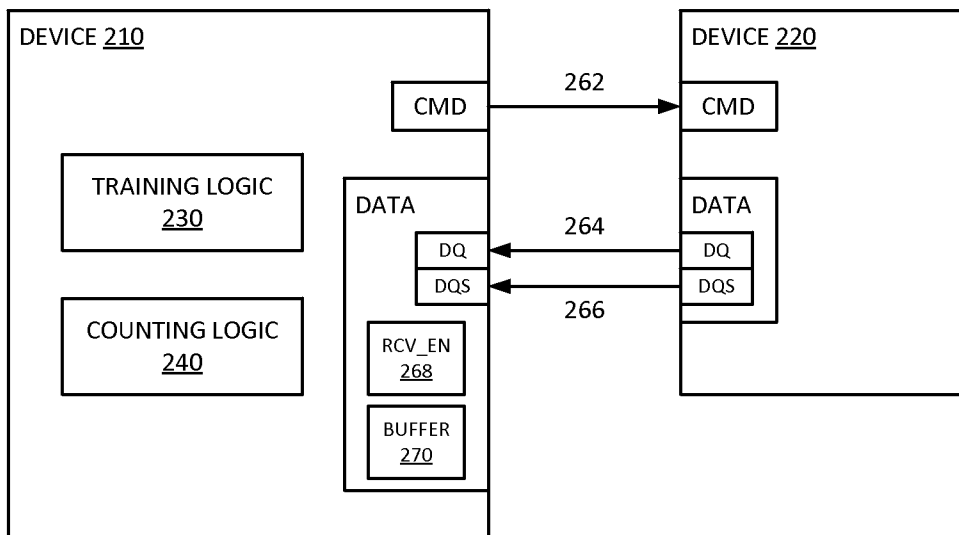 DEVICE 210
DEVICE 220
262
CMD
CMD
TRAINING LOGIC
230
DATA
DATA
264
DQ
DQ
DQS
DQS
266
COUNTING LOGIC
240
RCV_EN
268
BUFFER
270